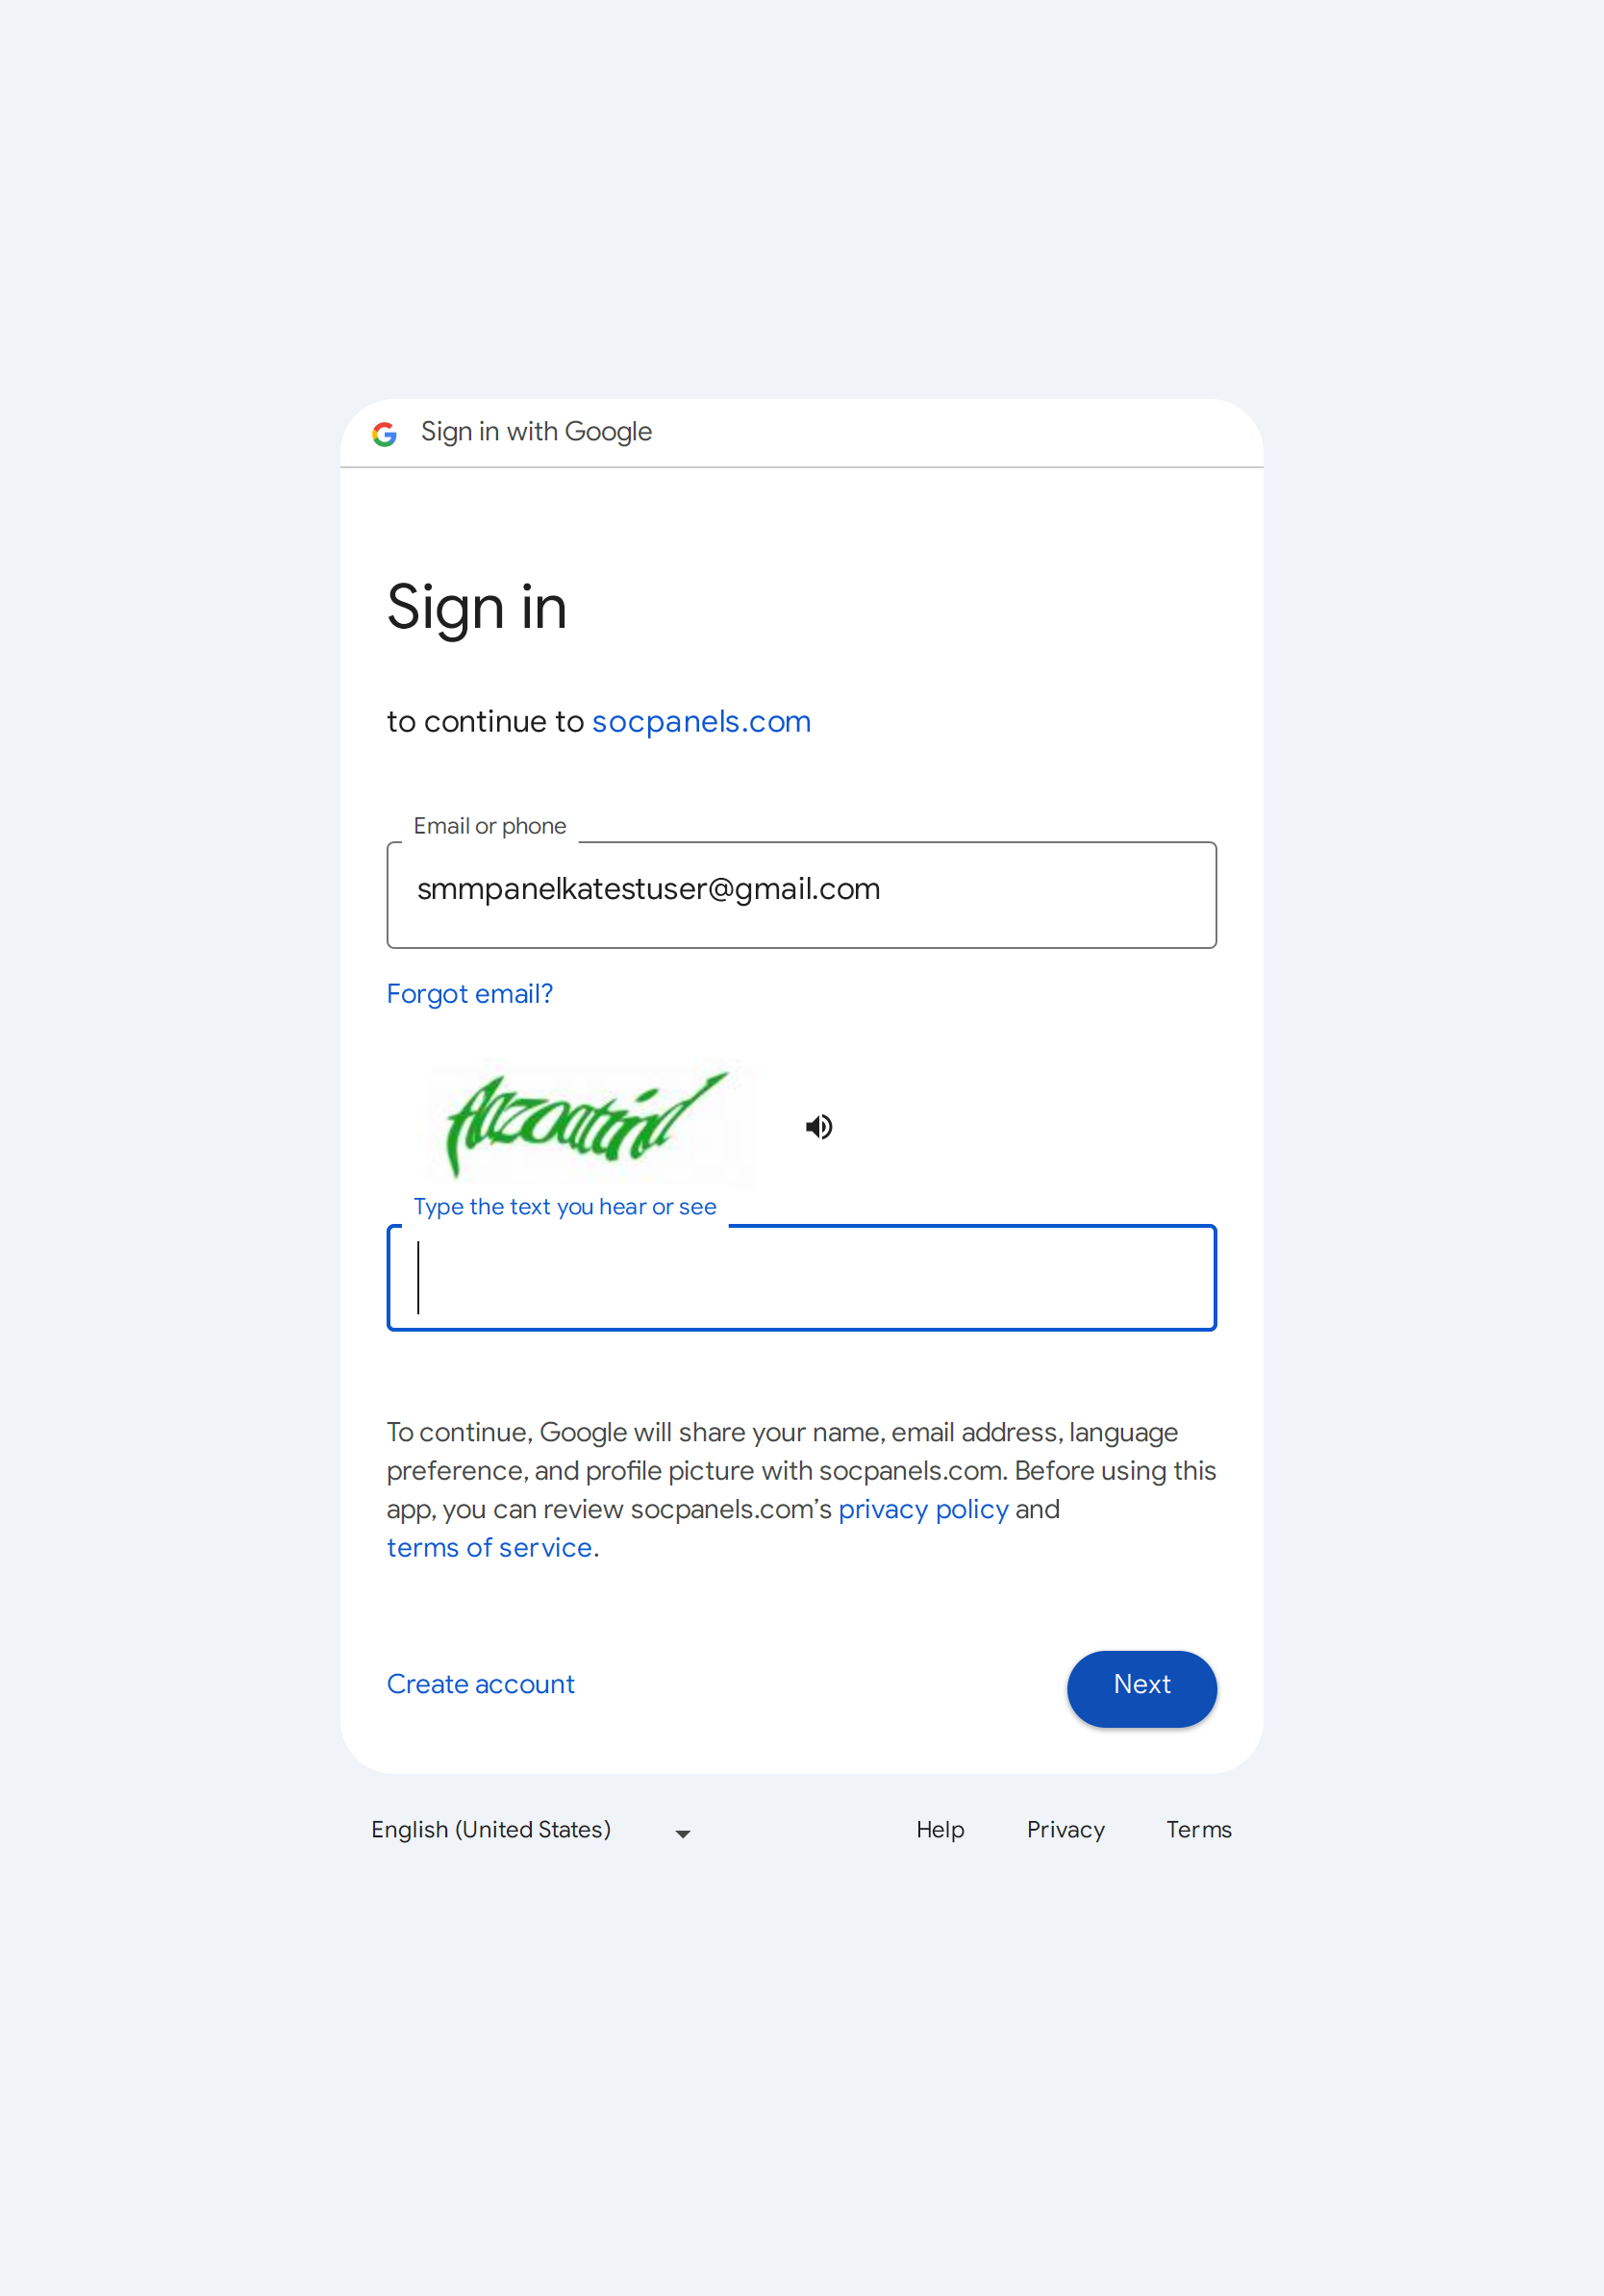 Sign in with Google
Sign in
to continue to socpanels.com
Email or phone
smmpanelkatestuser@gmail.com
Forgot email?
Type the text you hear or see
To continue, Google will share your name, email address, language
preference, and profile picture with socpanels.com. Before using this
app, you can review socpanels.com’s privacy policy and
terms of service.
Create account
Next
English (United States)
Help Privacy Terms